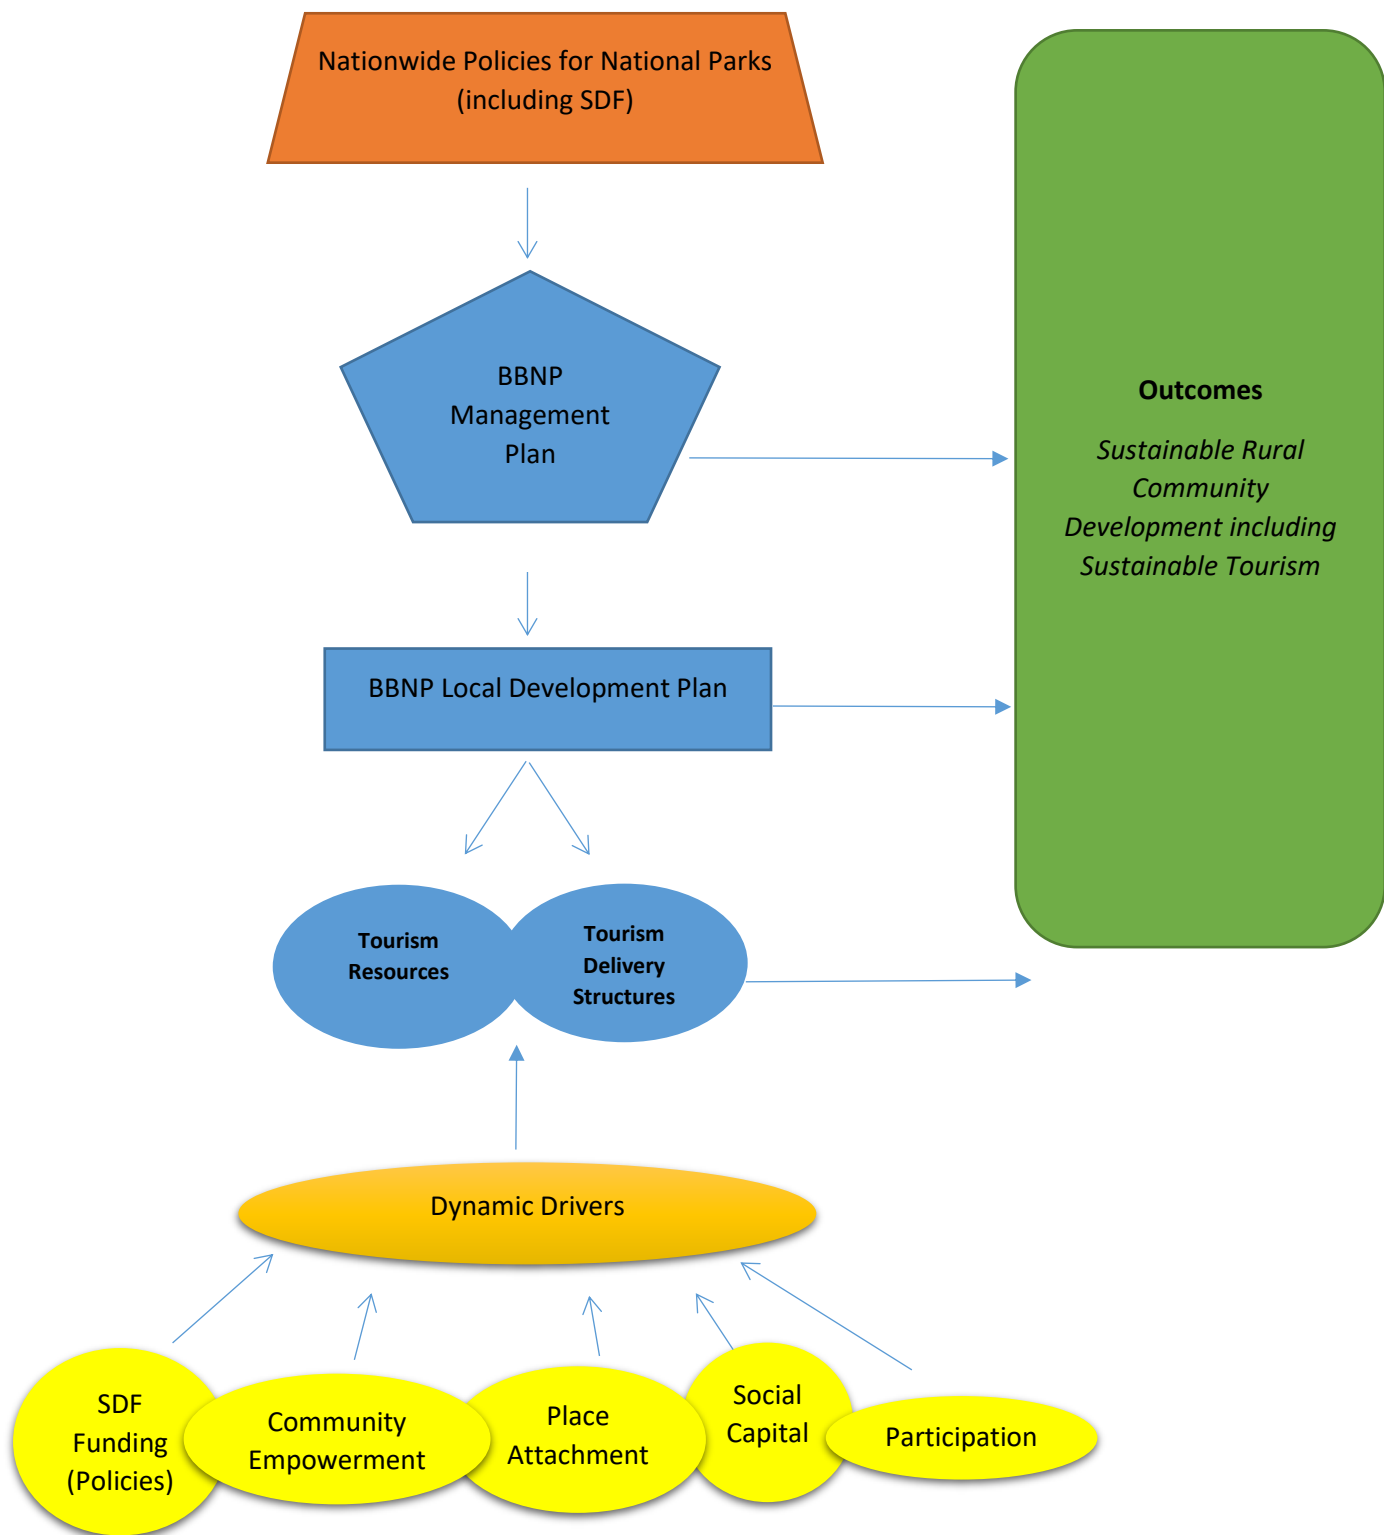 Nationwide Policies for National Parks
(including SDF)
BBNP
Management
Plan
Outcomes
Sustainable Rural
Community
Development including
Sustainable Tourism
BBNP Local Development Plan
Tourism
Resources
Tourism
Delivery
Structures
Dynamic Drivers
SDF
Funding
(Policies)
Community
Empowerment
Place
Attachment
Social
Capital
Participation